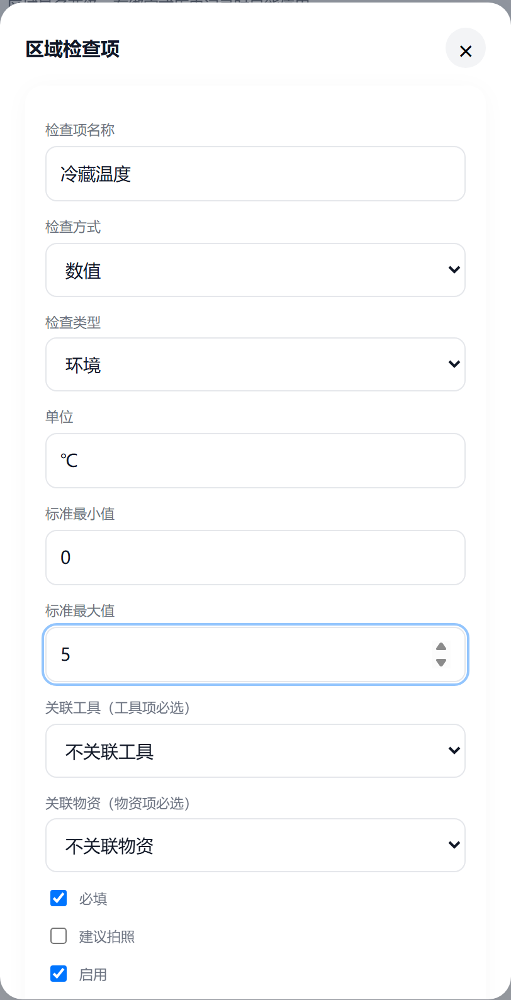 区域检查项
检查项名称
冷藏温度
检查方式
数值
检查类型
环境
单位
℃
标准最小值
0
标准最大值
5
关联工具（工具项必选）
不关联工具
关联物资（物资项必选）
不关联物资
必填
建议拍照
启用